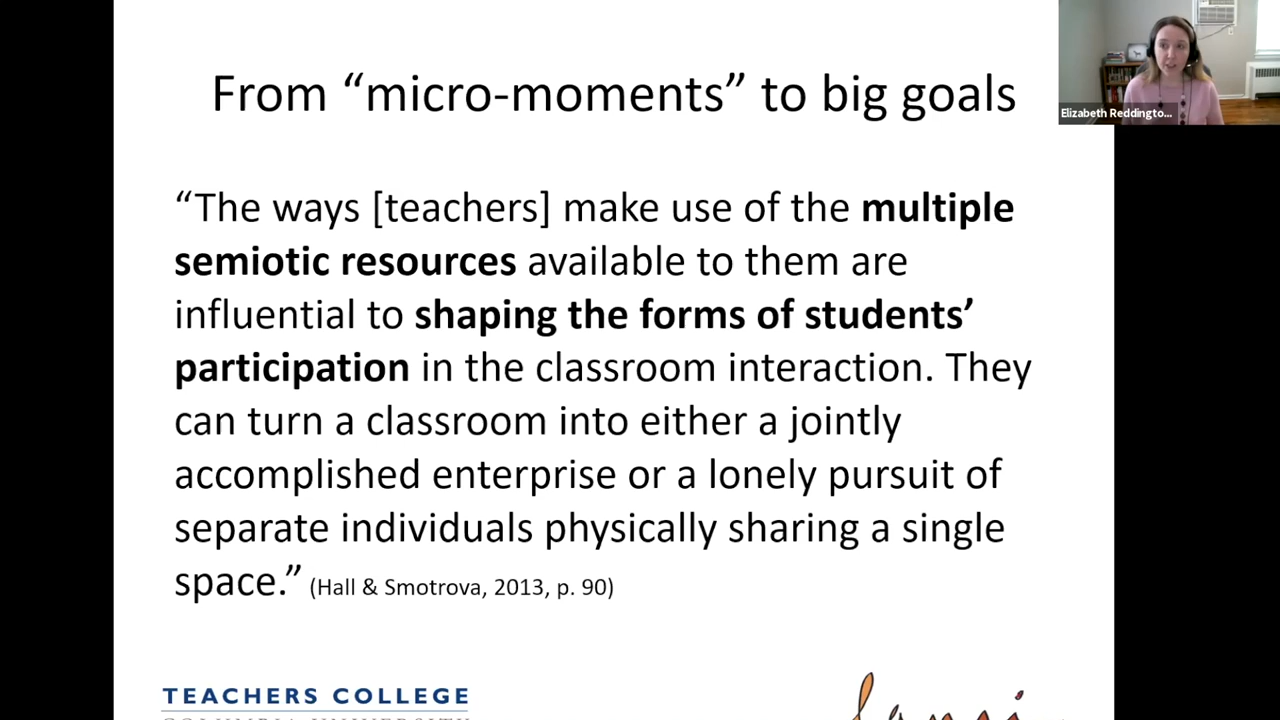 From “micro-moments” to big goals
Elizabeth Reddingto...
“The ways [teachers] make use of the multiple
semiotic resources available to them are
influential to shaping the forms of students’
participation in the classroom interaction. They
can turn a classroom into either a jointly
accomplished enterprise or a lonely pursuit of
separate individuals physically sharing a single
space.” (Hall & Smotrova, 2013, p. 90)
TEACHERS COLLEGE